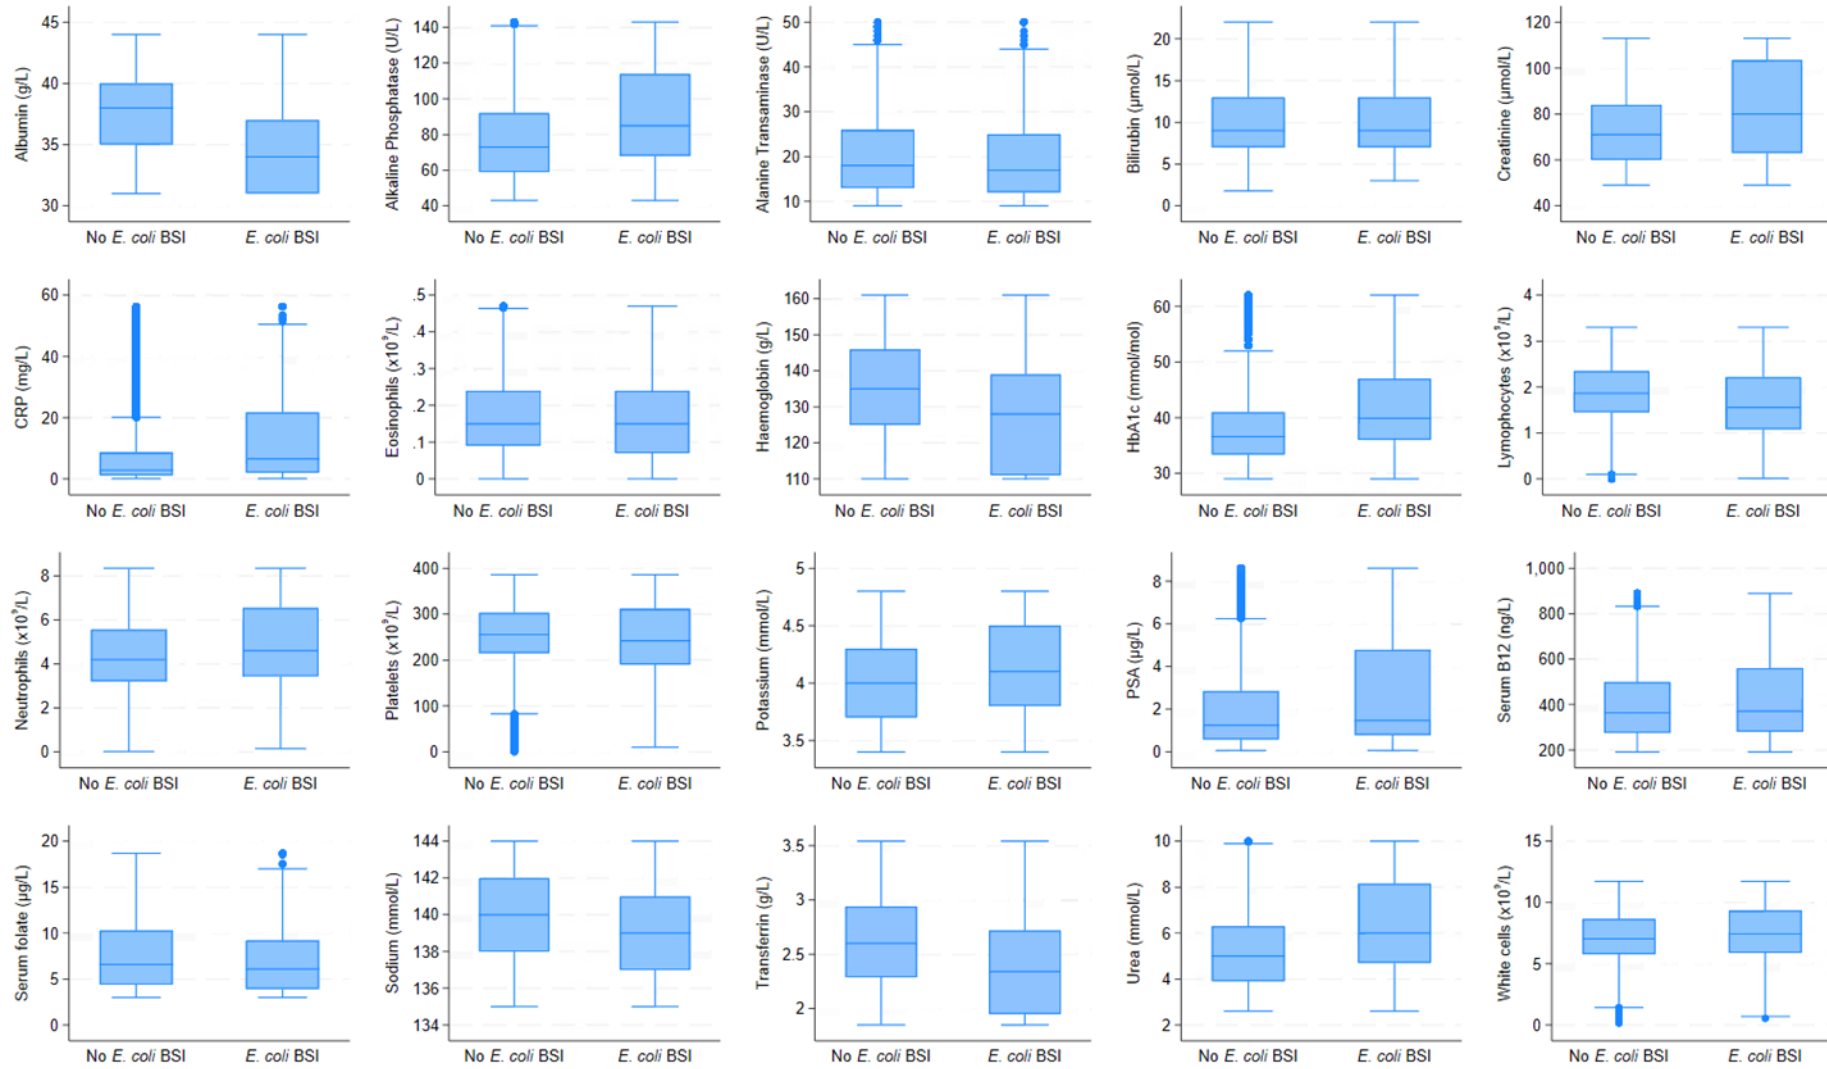 Albumin (g/L)
45
40
35
30
No E. coli BSI
E. coli BSI
Alkaline Phosphatase (U/L)
140
120
100
80
60
40
No E. coli BSI
E. coli BSI
Alanine Transaminase (U/L)
50
40
30
20
10
No E. coli BSI
E. coli BSI
Bilirubin (μmol/L)
20
15
10
5
0
No E. coli BSI
E. coli BSI
Creatinine (μmol/L)
120
100
80
60
40
No E. coli BSI
E. coli BSI
CRP (mg/L)
60
40
20
0
No E. coli BSI
E. coli BSI
Eosinophils (x10⁹/L)
.5
.4
.3
.2
.1
0
No E. coli BSI
E. coli BSI
Haemoglobin (g/L)
160
150
140
130
120
110
No E. coli BSI
E. coli BSI
HbA1c (mmol/mol)
60
50
40
30
No E. coli BSI
E. coli BSI
Lymophocytes (x10⁹/L)
4
3
2
1
0
No E. coli BSI
E. coli BSI
Neutrophils (x10⁹/L)
8
6
4
2
0
No E. coli BSI
E. coli BSI
Platelets (x10⁹/L)
400
300
200
100
0
No E. coli BSI
E. coli BSI
Potassium (mmol/L)
5
4.5
4
3.5
No E. coli BSI
E. coli BSI
PSA (μg/L)
8
6
4
2
0
No E. coli BSI
E. coli BSI
Serum B12 (ng/L)
1,000
800
600
400
200
No E. coli BSI
E. coli BSI
Serum folate (μg/L)
20
15
10
5
0
No E. coli BSI
E. coli BSI
Sodium (mmol/L)
144
142
140
138
136
134
No E. coli BSI
E. coli BSI
Transferrin (g/L)
3.5
3
2.5
2
No E. coli BSI
E. coli BSI
Urea (mmol/L)
10
8
6
4
2
No E. coli BSI
E. coli BSI
White cells (x10⁹/L)
15
10
5
0
No E. coli BSI
E. coli BSI